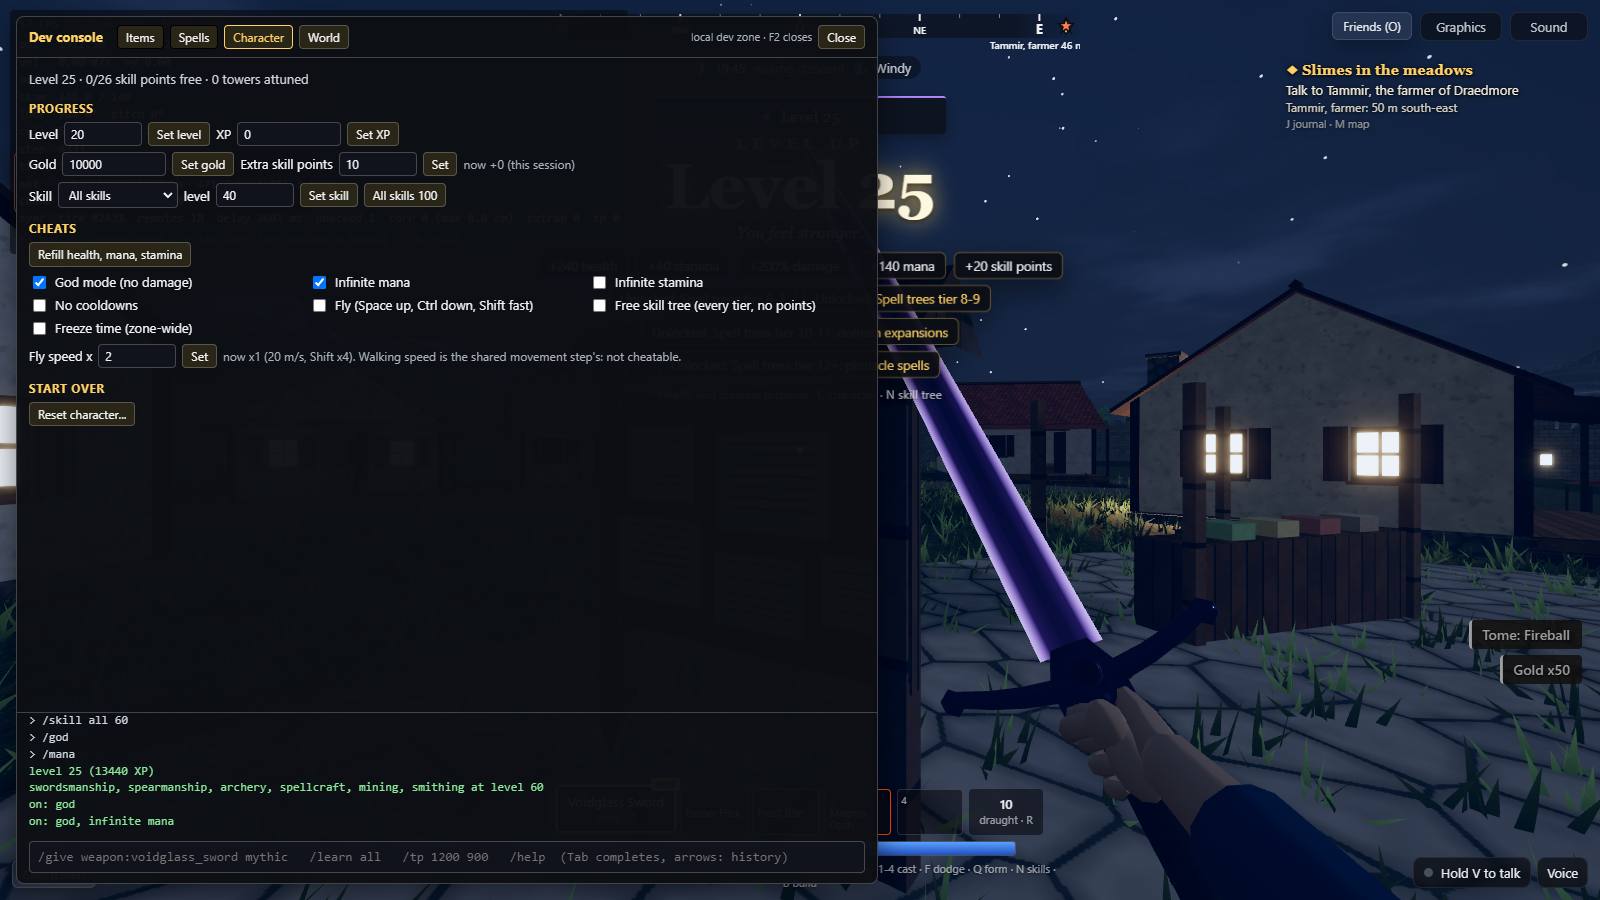 Dev console Items Spells Character World local dev zone · F2 closes Close
Level 25 · 0/26 skill points free · 0 towers attuned
PROGRESS
Level 20 Set level XP 0 Set XP
Gold 10000 Set gold Extra skill points 10 Set now +0 (this session)
Skill All skills level 40 Set skill All skills 100
CHEATS
Refill health, mana, stamina
God mode (no damage) Infinite mana Infinite stamina
No cooldowns Fly (Space up, Ctrl down, Shift fast) Free skill tree (every tier, no points)
Freeze time (zone-wide)
Fly speed x 2 Set now x1 (20 m/s, Shift x4). Walking speed is the shared movement step's: not cheatable.
START OVER
Reset character...
> /skill all 60
> /god
> /mana
level 25 (13440 XP)
swordsmanship, spearmanship, archery, spellcraft, mining, smithing at level 60
on: god
on: god, infinite mana
/give weapon:voidglass_sword mythic /learn all /tp 1200 900 /help (Tab completes, arrows: history)
NE E
Tammir, farmer 46 m
Windy
Level 25
LEVEL UP
Level 25
You feel stronger.
140 mana +20 skill points
Spell trees tier 8-9
expansions
spells
· N skill tree
Friends (O) Graphics Sound
◆ Slimes in the meadows
Talk to Tammir, the farmer of Draedmore
Tammir, farmer: 50 m south-east
J journal · M map
Tome: Fireball
Gold x50
Voidglass Sword
4
10
draught · R
1-4 cast · F dodge · Q form · N skills ·
Hold V to talk Voice